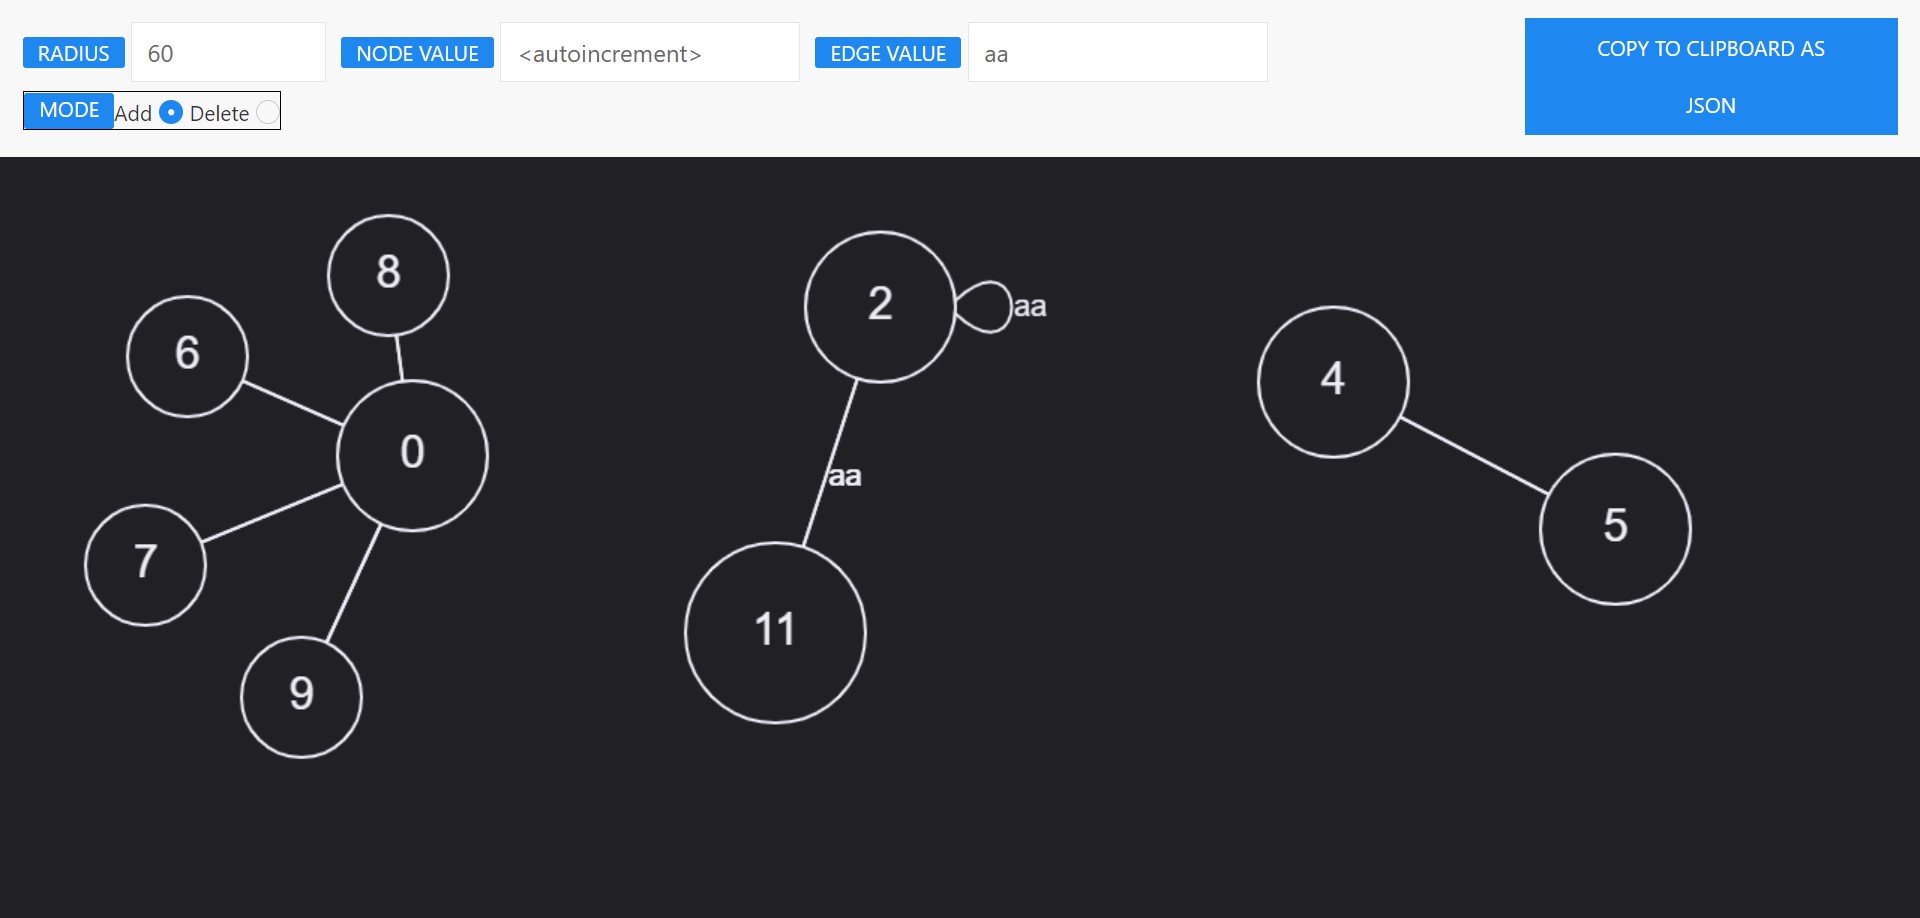 RADIUS 60 NODE VALUE <autoincrement> EDGE VALUE aa
MODE Add Delete
COPY TO CLIPBOARD AS
JSON
8
6
0
7
9
2
aa
aa
11
4
5